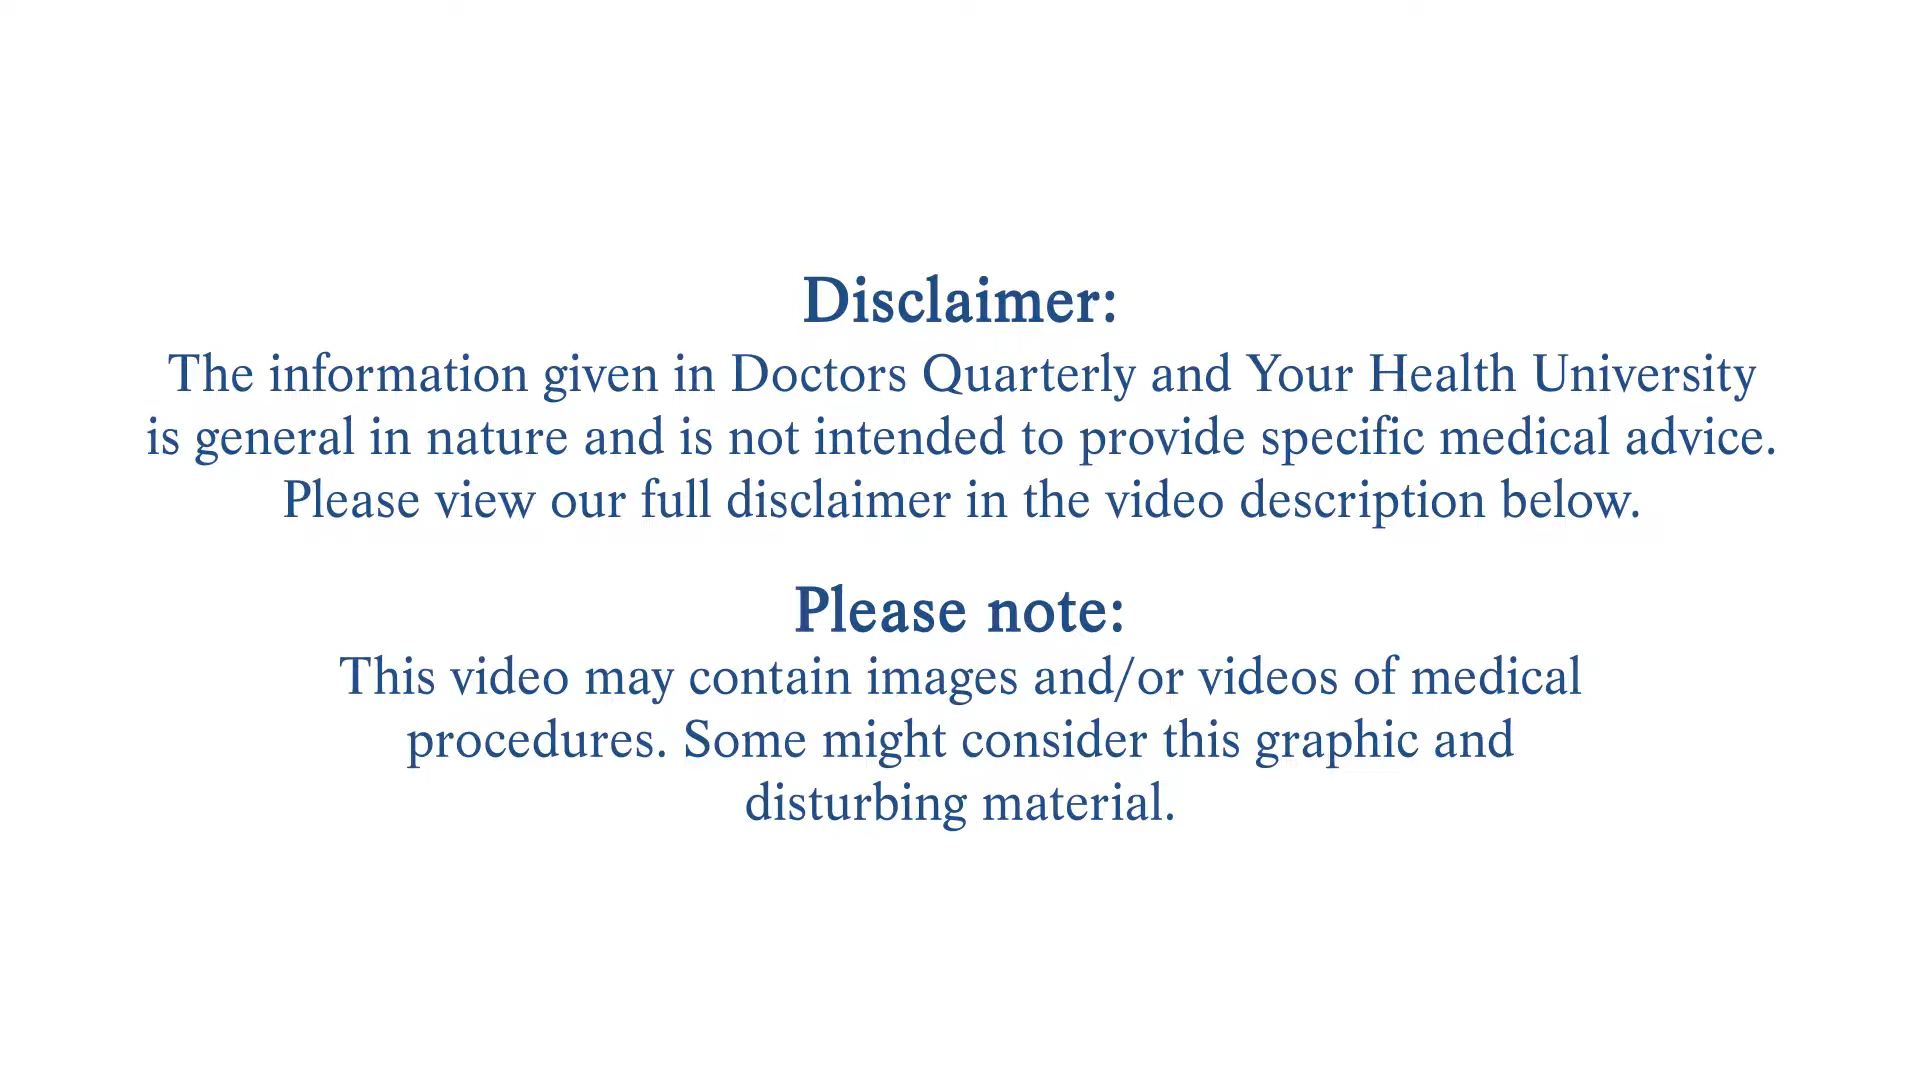 Disclaimer:
The information given in Doctors Quarterly and Your Health University
is general in nature and is not intended to provide specific medical advice.
Please view our full disclaimer in the video description below.
Please note:
This video may contain images and/or videos of medical
procedures. Some might consider this graphic and
disturbing material.